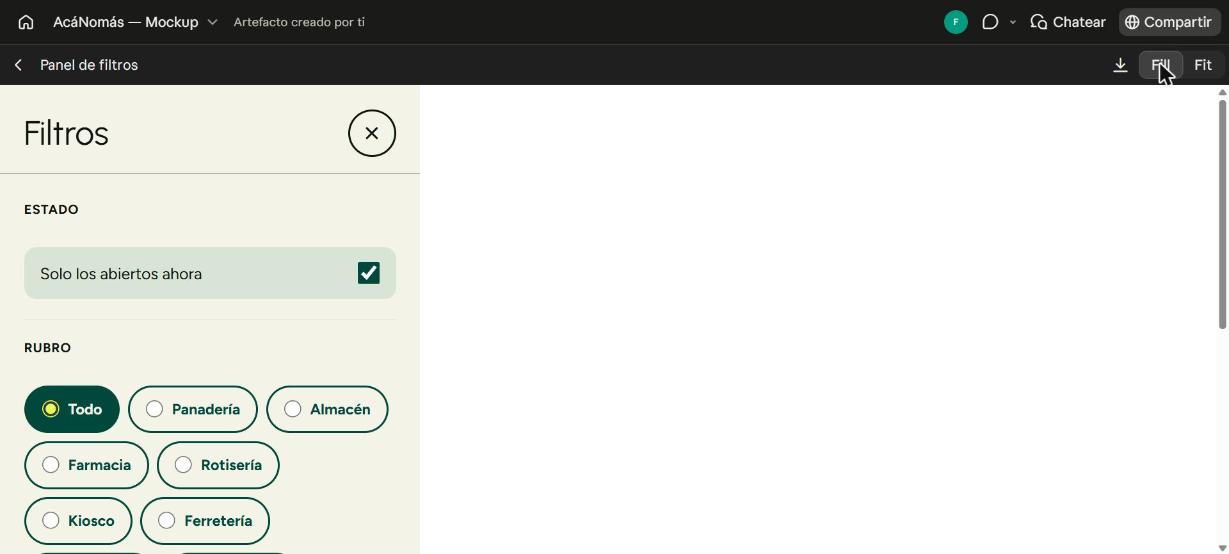 AcáNomás — Mockup Artefacto creado por ti F Chatear Compartir
Panel de filtros Fill Fit
Filtros
ESTADO
Solo los abiertos ahora
RUBRO
Todo Panadería Almacén
Farmacia Rotisería
Kiosco Ferretería